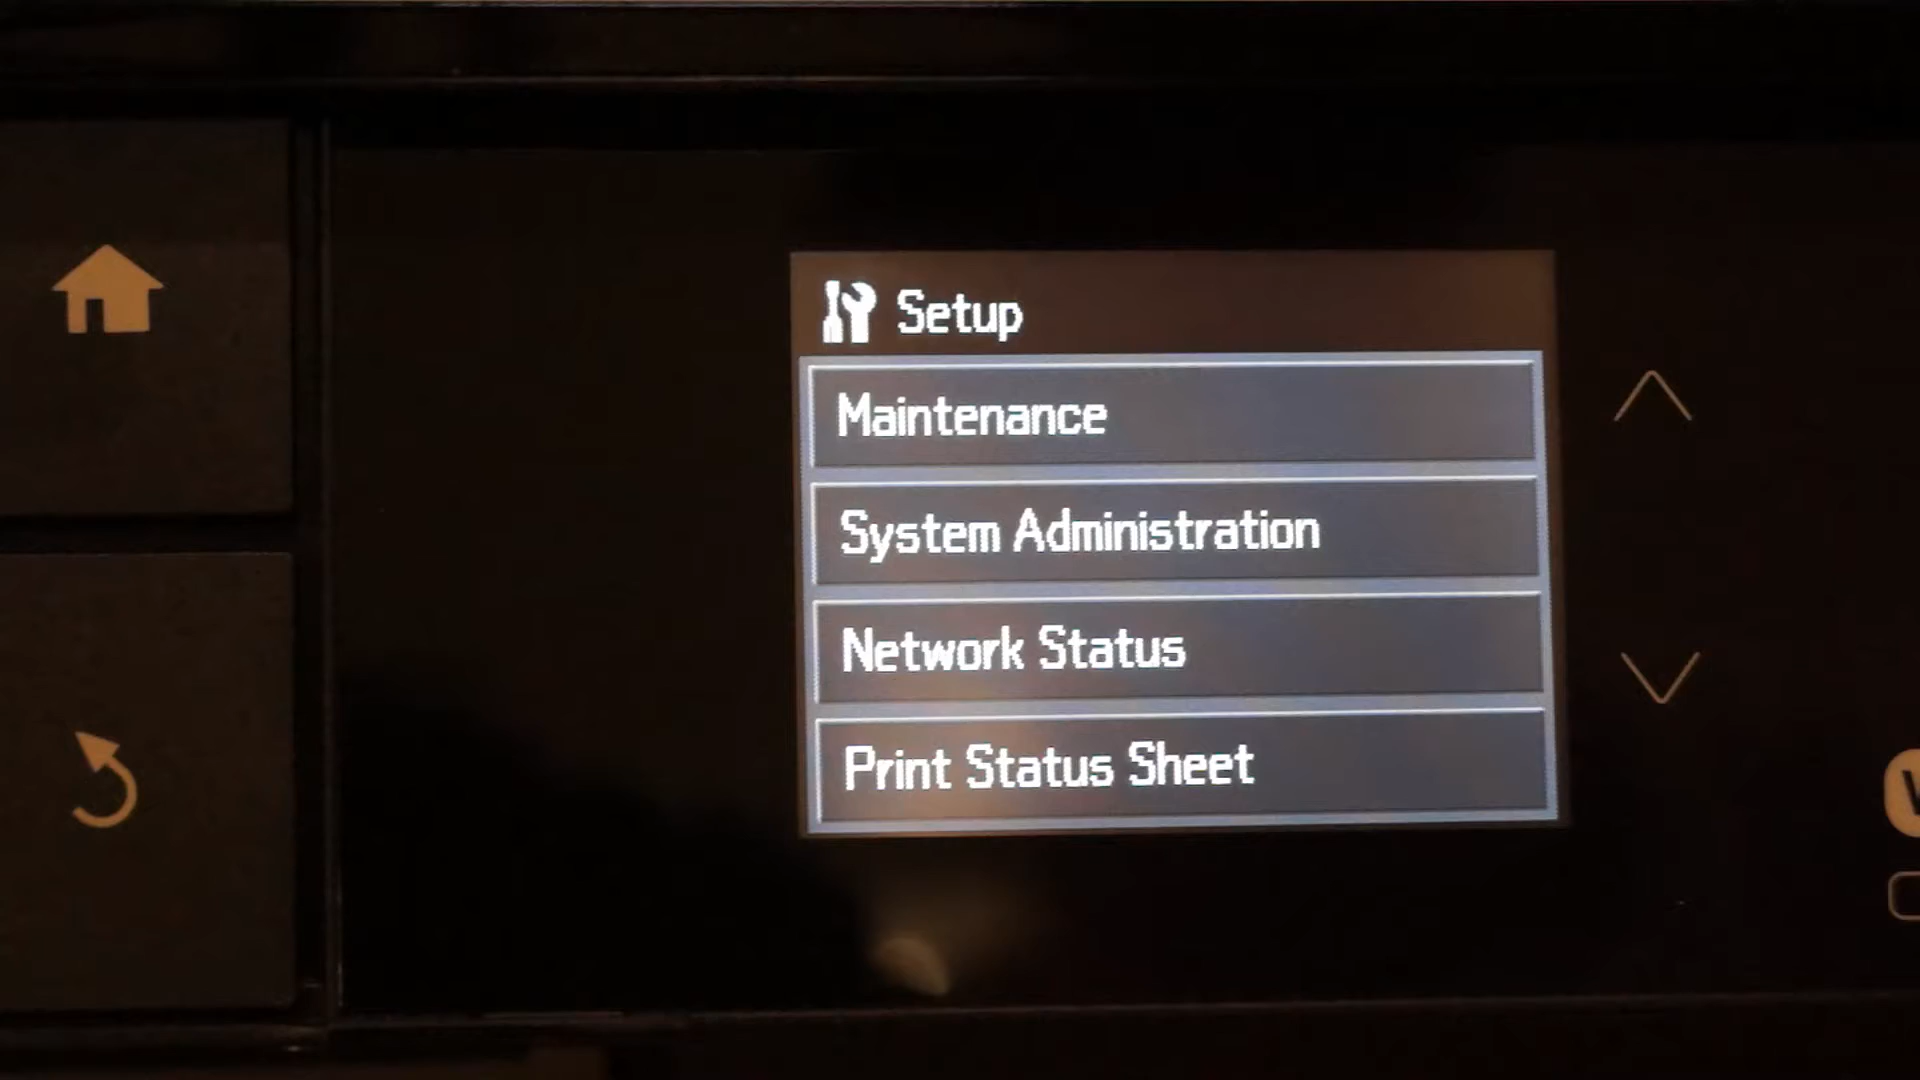 Setup
Maintenance
System Administration
Network Status
Print Status Sheet